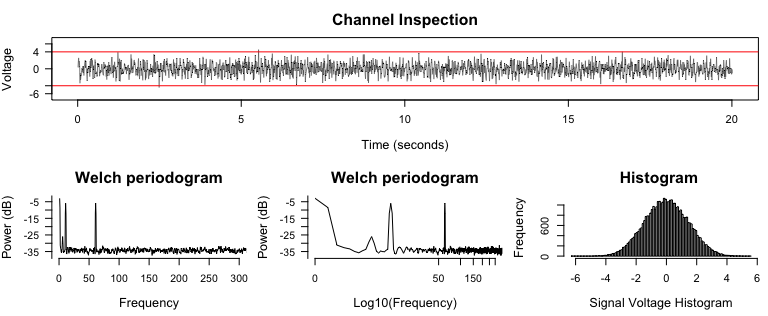 Channel Inspection
Voltage
4
0
-6
0 5 10 15 20
Time (seconds)
Welch periodogram
Power (dB)
-5
-15
-25
-35
0 50 100 150 200 250 300
Frequency
Welch periodogram
Power (dB)
-5
-15
-25
-35
0 50 150
Log10(Frequency)
Histogram
Frequency
600
0
-6 -4 -2 0 2 4 6
Signal Voltage Histogram